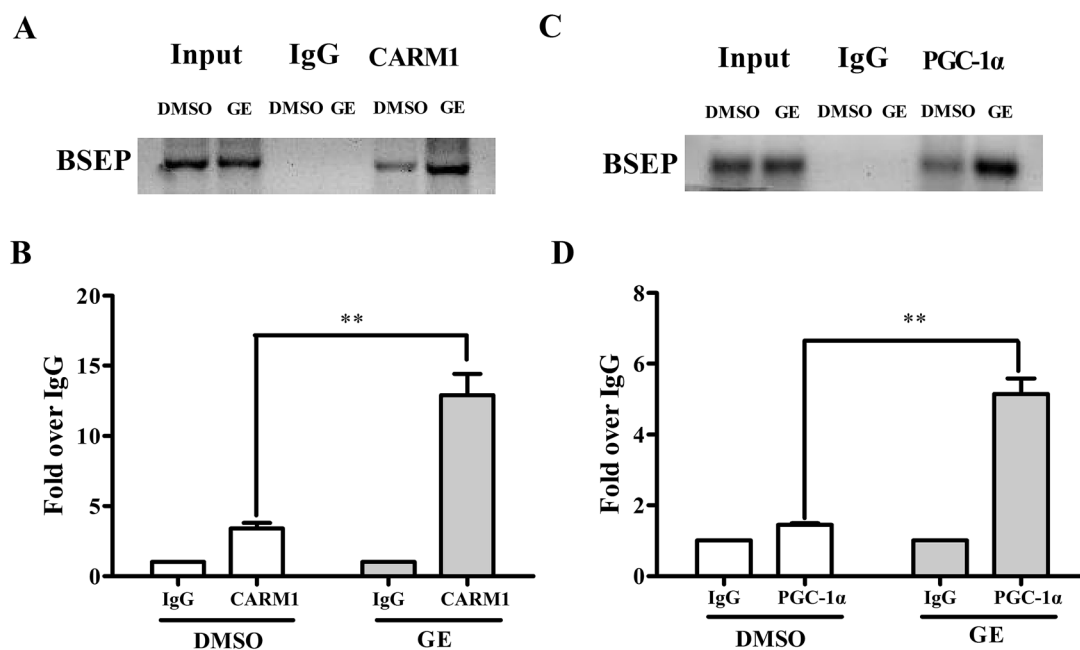 A
Input IgG CARM1
DMSO GE DMSO GE DMSO GE
BSEP
C
Input IgG PGC-1α
DMSO GE DMSO GE DMSO GE
BSEP
B
Fold over IgG
20
15
10
5
0
**
IgG CARM1 IgG CARM1
DMSO GE
D
Fold over IgG
8
6
4
2
0
**
IgG PGC-1α IgG PGC-1α
DMSO GE